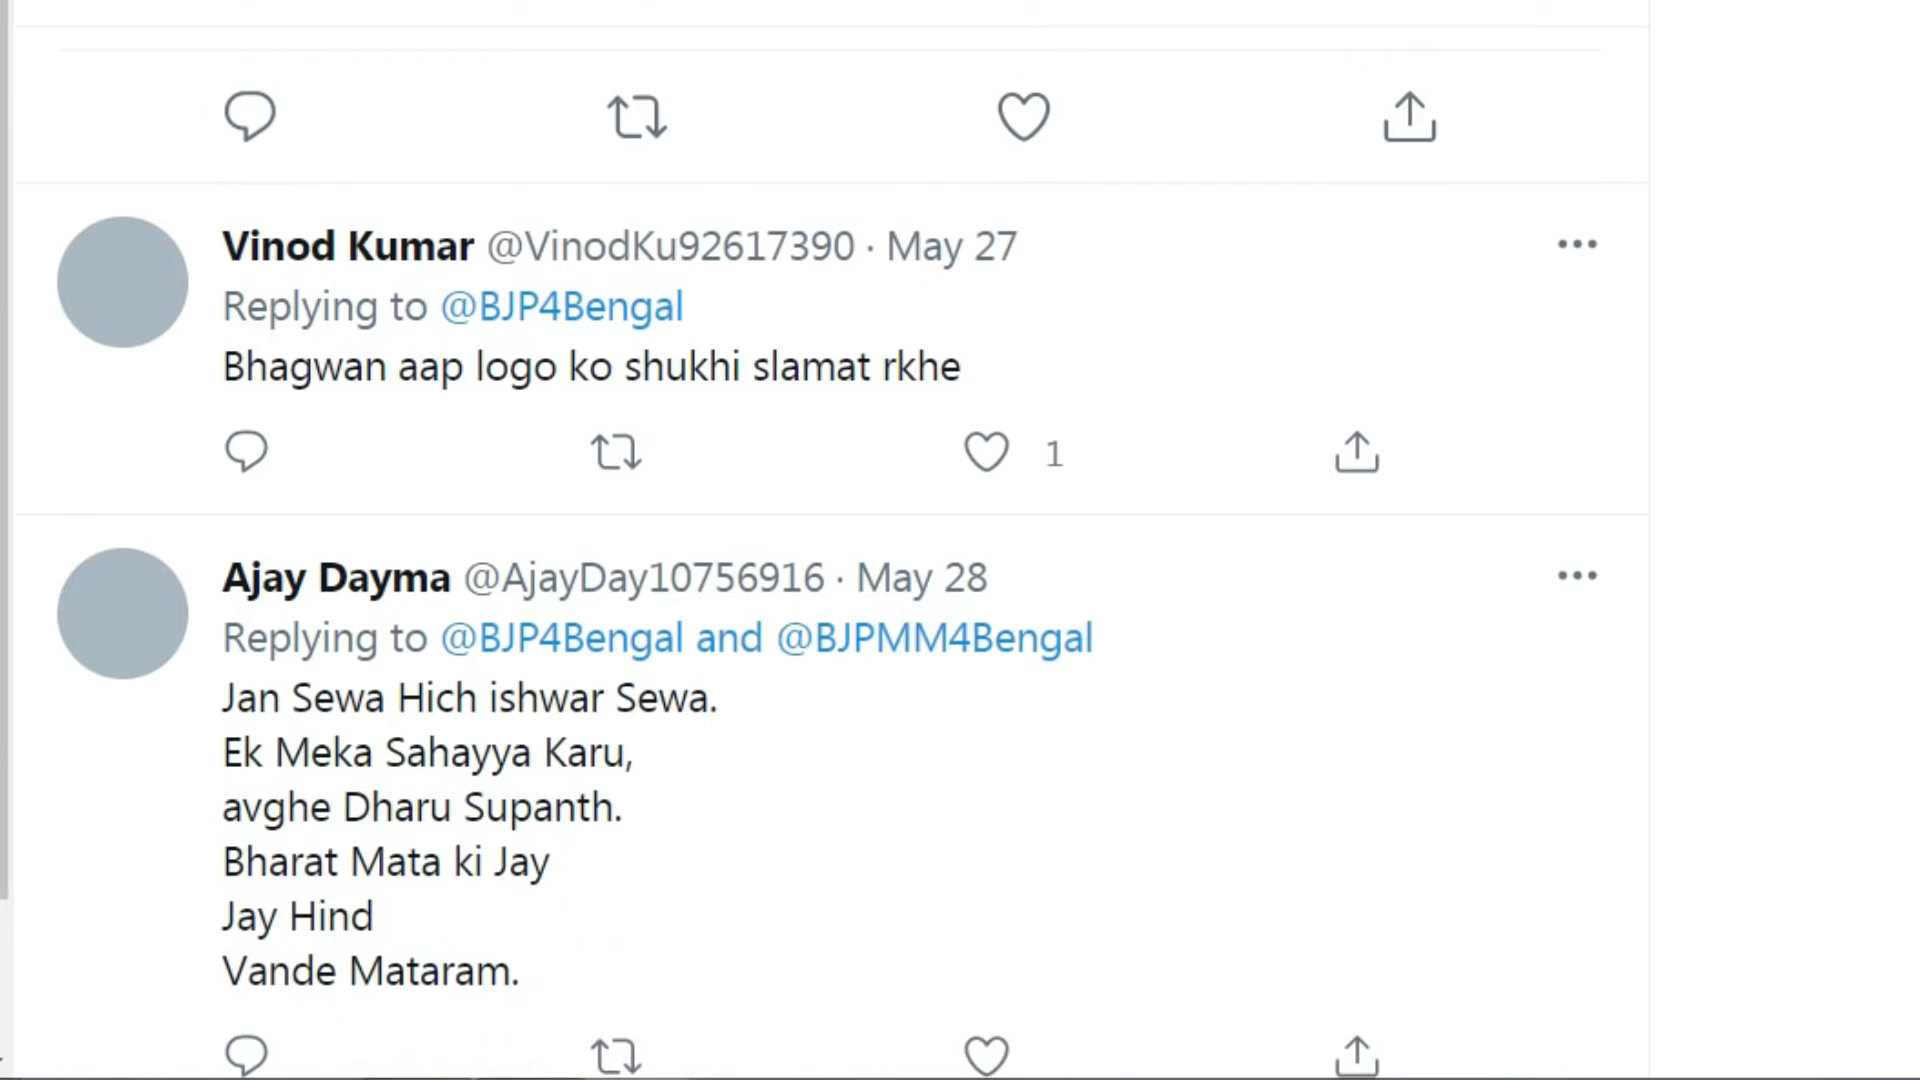 Vinod Kumar @VinodKu92617390 · May 27
Replying to @BJP4Bengal
Bhagwan aap logo ko shukhi slamat rkhe
1
Ajay Dayma @AjayDay10756916 · May 28
Replying to @BJP4Bengal and @BJPMM4Bengal
Jan Sewa Hich ishwar Sewa.
Ek Meka Sahayya Karu,
avghe Dharu Supanth.
Bharat Mata ki Jay
Jay Hind
Vande Mataram.